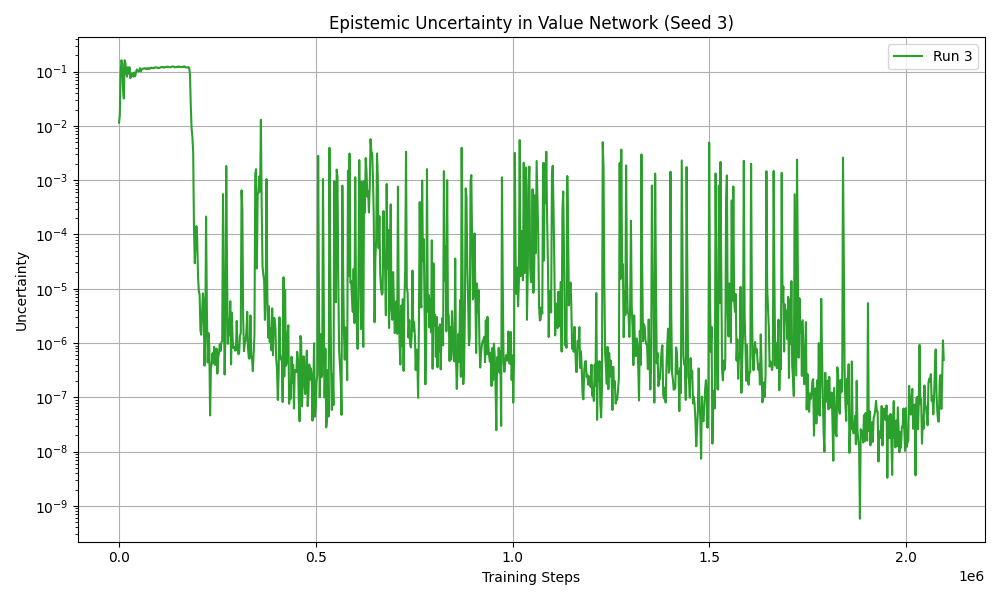 Epistemic Uncertainty in Value Network (Seed 3)
Run 3
Uncertainty
10⁻¹
10⁻²
10⁻³
10⁻⁴
10⁻⁵
10⁻⁶
10⁻⁷
10⁻⁸
10⁻⁹
0.0 0.5 1.0 1.5 2.0
1e6
Training Steps